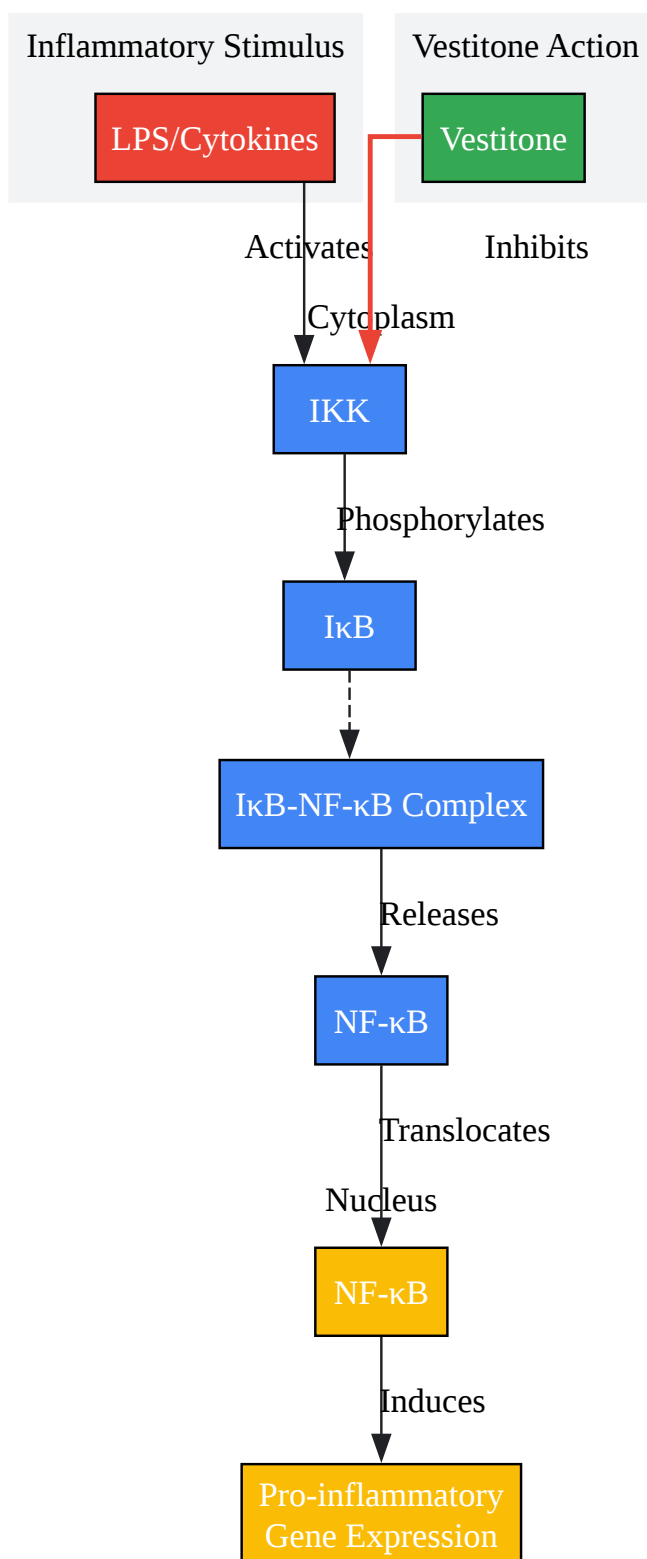 Inflammatory Stimulus
Vestitone Action
LPS/Cytokines
Vestitone
Activates
Inhibits
Cytoplasm
IKK
Phosphorylates
IκB
IκB-NF-κB Complex
Releases
NF-κB
Translocates
Nucleus
NF-κB
Induces
Pro-inflammatory
Gene Expression